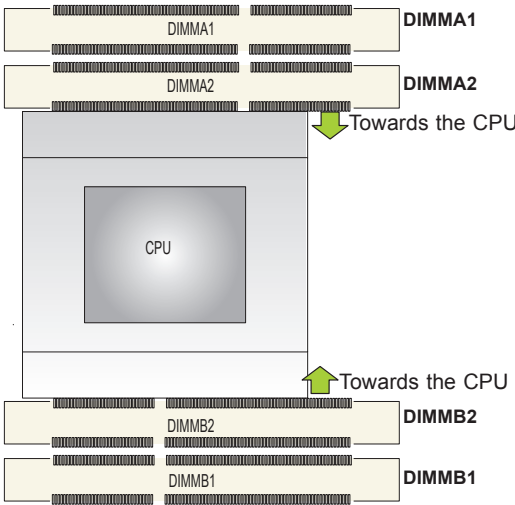 DIMMA1 DIMMA1
DIMMA2 DIMMA2
Towards the CPU
CPU
Towards the CPU
DIMMB2 DIMMB2
DIMMB1 DIMMB1